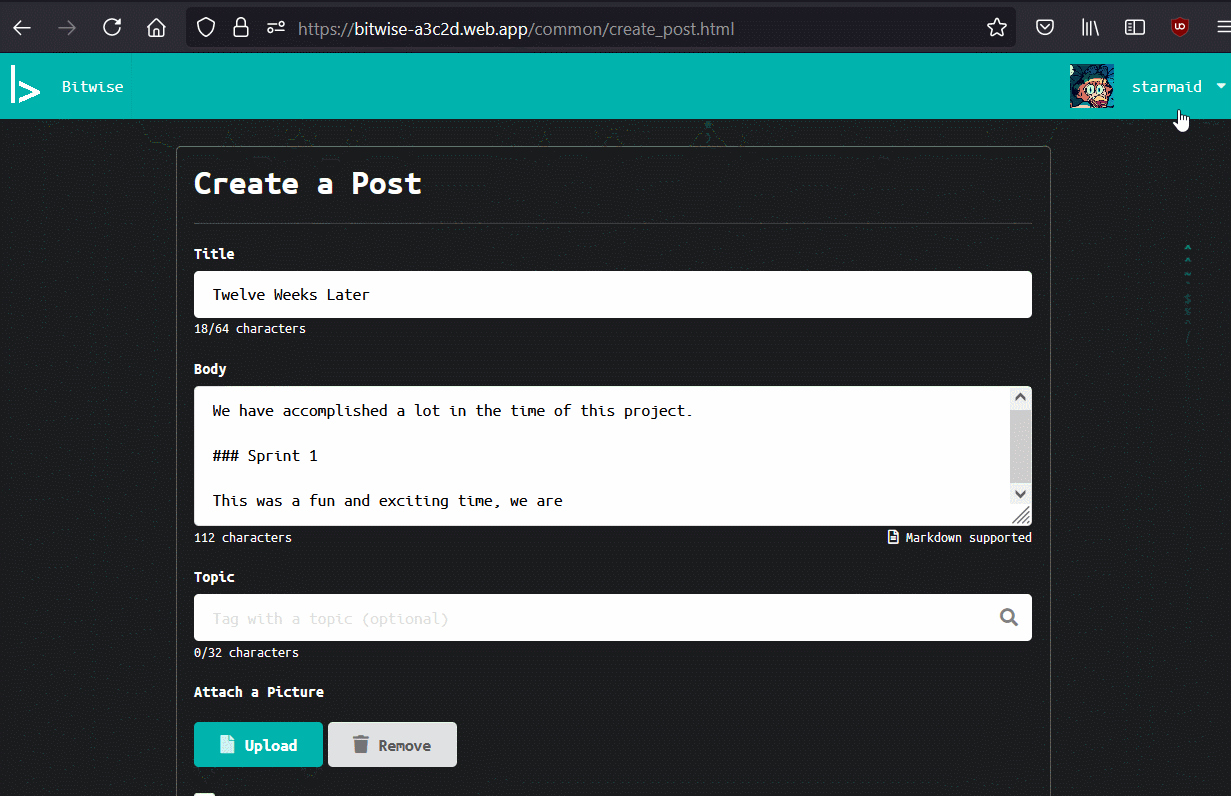 https://bitwise-a3c2d.web.app/common/create_post.html
Bitwise
starmaid
Create a Post
Title
Twelve Weeks Later
18/64 characters
Body
We have accomplished a lot in the time of this project.
### Sprint 1
This was a fun and exciting time, we are
112 characters
Markdown supported
Topic
Tag with a topic (optional)
0/32 characters
Attach a Picture
Upload
Remove